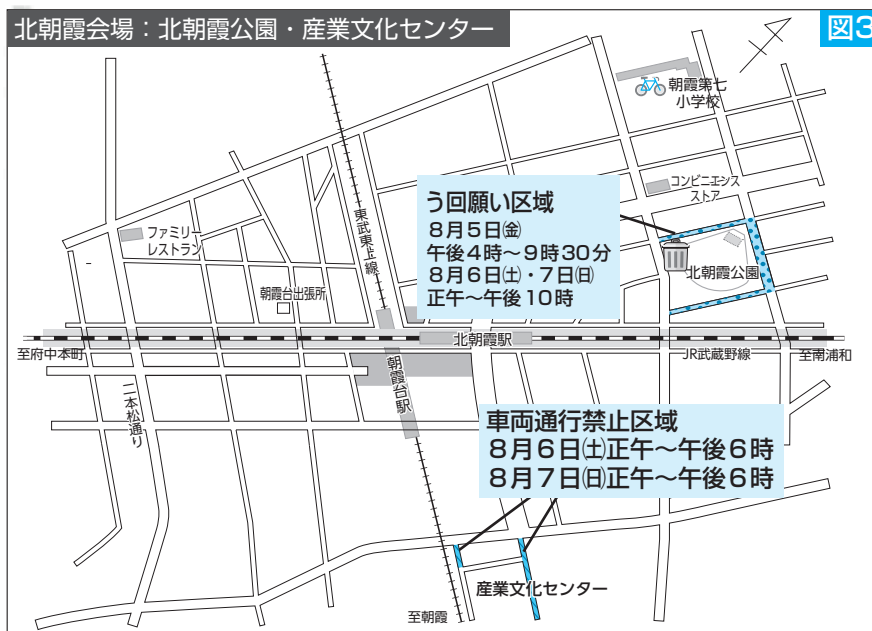 北朝霞会場：北朝霞公園・産業文化センター
図3
朝霞第七
小学校
コンビニエンス
ストア
う回願い区域
8月5日㈮
午後4時〜9時30分
8月6日㈯・7日㈰
正午〜午後10時
ファミリー
レストラン
東武東上線
北朝霞公園
朝霞台出張所
北朝霞駅
至府中本町
JR武蔵野線
至南浦和
朝霞台駅
二本松通り
車両通行禁止区域
8月6日㈯正午〜午後6時
8月7日㈰正午〜午後6時
産業文化センター
至朝霞